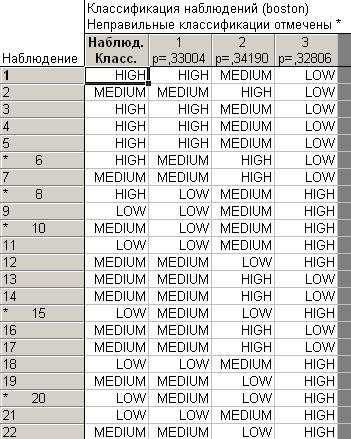 Классификация наблюдений (boston)
Неправильные классификации отмечены *
Наблюдение Наблюд. Класс. 1 p=,33004 2 p=,34190 3 p=,32806
1 HIGH HIGH MEDIUM LOW
2 MEDIUM MEDIUM HIGH LOW
3 HIGH HIGH MEDIUM LOW
4 HIGH HIGH MEDIUM LOW
5 HIGH HIGH MEDIUM LOW
* 6 HIGH MEDIUM HIGH LOW
7 MEDIUM MEDIUM HIGH LOW
* 8 HIGH LOW MEDIUM HIGH
9 LOW LOW MEDIUM HIGH
* 10 MEDIUM LOW MEDIUM HIGH
11 LOW LOW MEDIUM HIGH
12 MEDIUM MEDIUM LOW HIGH
13 MEDIUM MEDIUM HIGH LOW
14 MEDIUM MEDIUM HIGH LOW
* 15 LOW MEDIUM LOW HIGH
16 MEDIUM MEDIUM HIGH LOW
17 MEDIUM MEDIUM HIGH LOW
18 LOW LOW MEDIUM HIGH
19 MEDIUM MEDIUM LOW HIGH
* 20 LOW MEDIUM LOW HIGH
21 LOW LOW MEDIUM HIGH
22 MEDIUM MEDIUM LOW HIGH